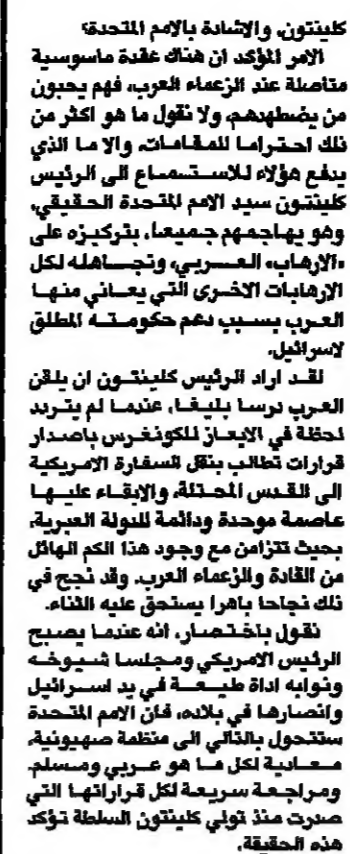 كلينتون، والاشادة بالامم المتحدة؟
الامر المؤكد ان هناك عقدة ماسوسية
متاصلة عند الزعماء العرب، فهم يحبون
من يضطهدهم، ولا نقول ما هو اكثر من
ذلك احتراما للمقامات، والا ما الذي
يدفع هؤلاء للاستماع الى الرئيس
كلينتون سيد الامم المتحدة الحقيقي،
وهو يهاجمهم جميعا، بتركيزه على
«الارهاب» العربي، وتجاهله لكل
الارهابات الاخرى التي يعاني منها
العرب بسبب دعم حكومته المطلق
لاسرائيل.
لقد اراد الرئيس كلينتون ان يلقن
العرب درسا بليغا، عندما لم يتردد
لحظة في الايعاز للكونغرس باصدار
قرارات تطالب بنقل السفارة الامريكية
إلى القدس المحتلة، والابقاء عليها
عاصمة موحدة ودائمة للدولة العبرية،
بحيث تتزامن مع وجود هذا الكم الهائل
من القادة والزعماء العرب. وقد نجح في
ذلك نجاحا باهرا يستحق عليه الثناء.
نقول باختصار، انه عندما يصبح
الرئيس الامريكي ومجلسا شيوخه
ونوابه اداة طيعة في يد اسرائيل
وانصارها في بلاده، فان الامم المتحدة
ستتحول بالتالي الى منظمة صهيونية،
معادية لكل ما هو عربي ومسلم.
ومراجعة سريعة لكل قراراتها التي
صدرت منذ تولي كلينتون السلطة تؤكد
هذه الحقيقة.